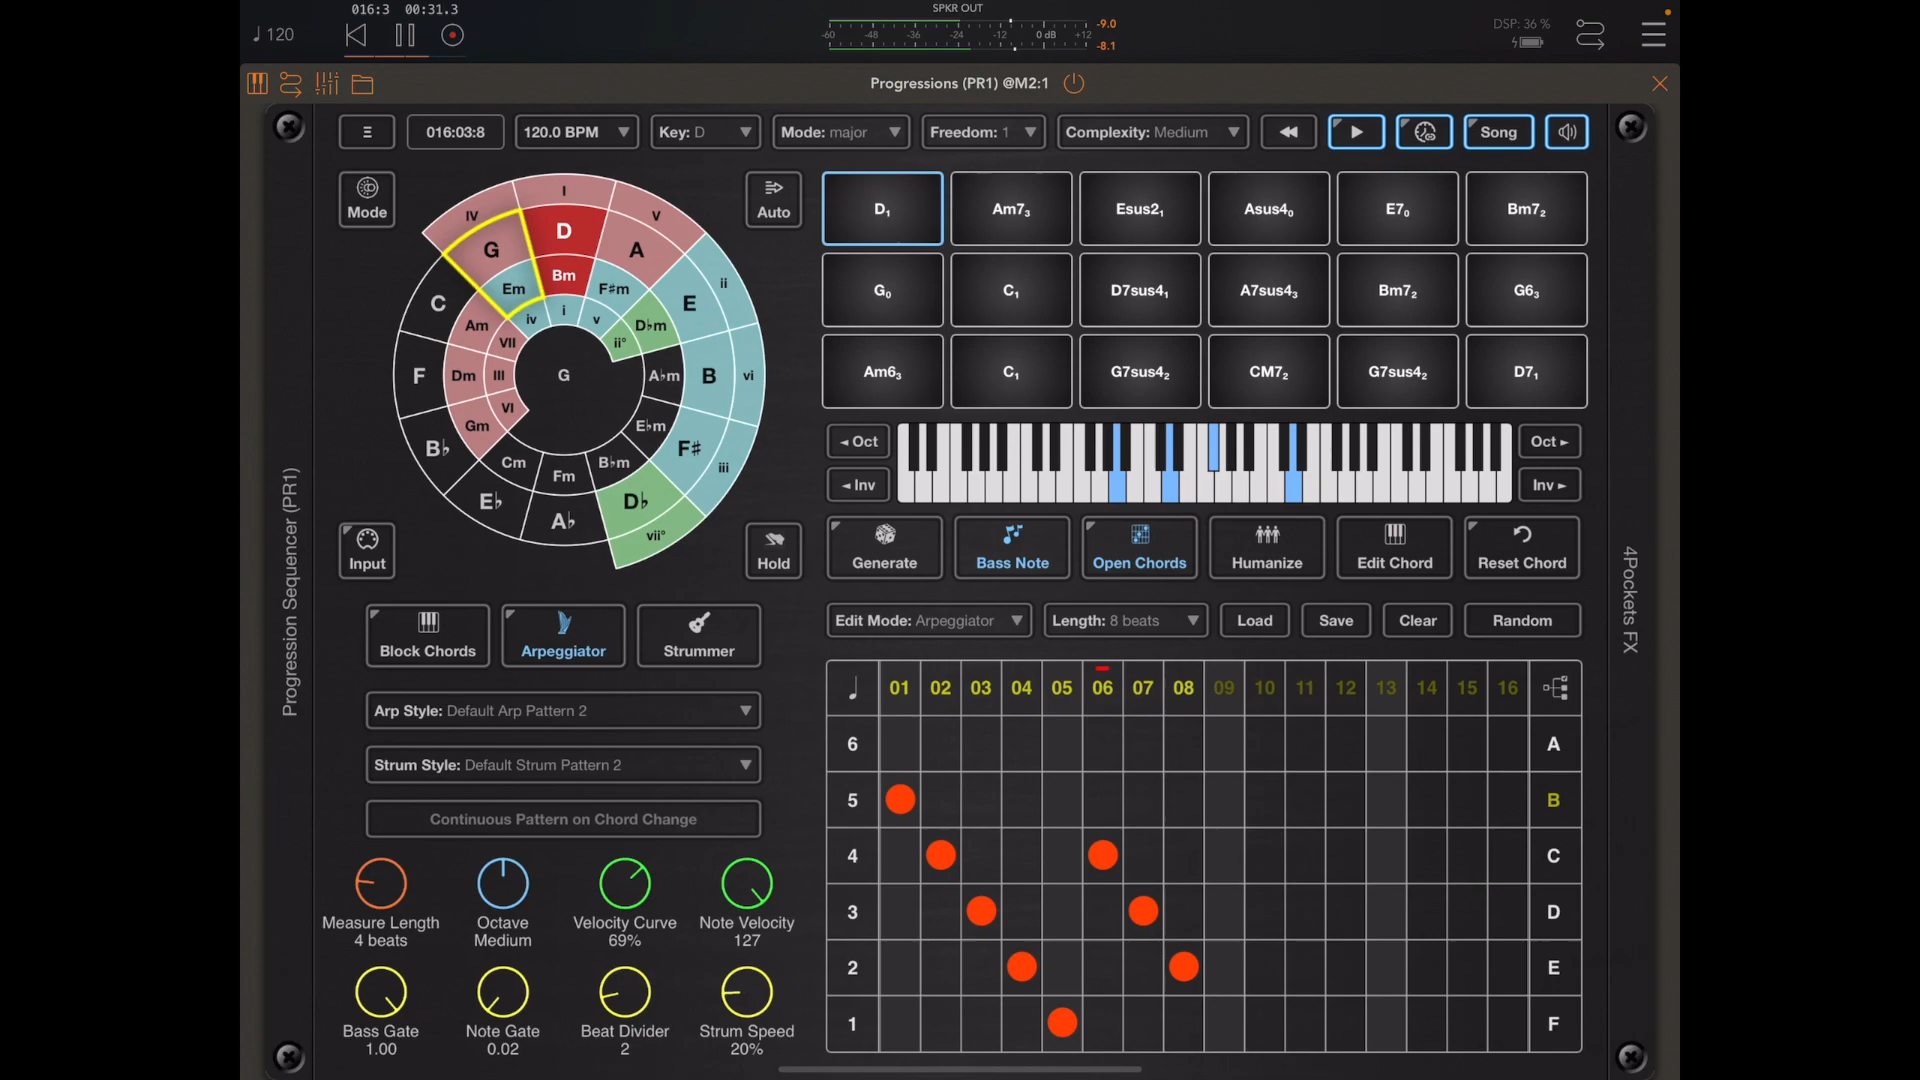 016:3 00:31.3
SPKR OUT
120
-60 -48 -36 -24 -12 0 dB +12
-9.0
-8.1
DSP: 36 %
Progressions (PR1) @M2:1
016:03:8
120.0 BPM
Key: D
Mode: major
Freedom: 1
Complexity: Medium
Song
Mode
Auto
Input
Hold
I
IV
V
ii
vi
iii
vii°
D
G
A
C
E
F
B
B♭
F♯
E♭
A♭
D♭
Bm
Em
F♯m
Am
D♭m
Dm
A♭m
Gm
E♭m
Cm
Fm
B♭m
i
iv
v
VII
ii°
III
VI
G
D1 Am73 Esus21 Asus40 E70 Bm72
G0 C1 D7sus41 A7sus43 Bm72 G63
Am63 C1 G7sus42 CM72 G7sus42 D71
Oct
Oct
Inv
Inv
Generate
Bass Note
Open Chords
Humanize
Edit Chord
Reset Chord
Block Chords
Arpeggiator
Strummer
Edit Mode: Arpeggiator
Length: 8 beats
Load
Save
Clear
Random
Arp Style: Default Arp Pattern 2
Strum Style: Default Strum Pattern 2
Continuous Pattern on Chord Change
Measure Length
4 beats
Octave
Medium
Velocity Curve
69%
Note Velocity
127
Bass Gate
1.00
Note Gate
0.02
Beat Divider
2
Strum Speed
20%
01 02 03 04 05 06 07 08 09 10 11 12 13 14 15 16
6 A
5 B
4 C
3 D
2 E
1 F
Progression Sequencer (PR1)
4Pockets FX